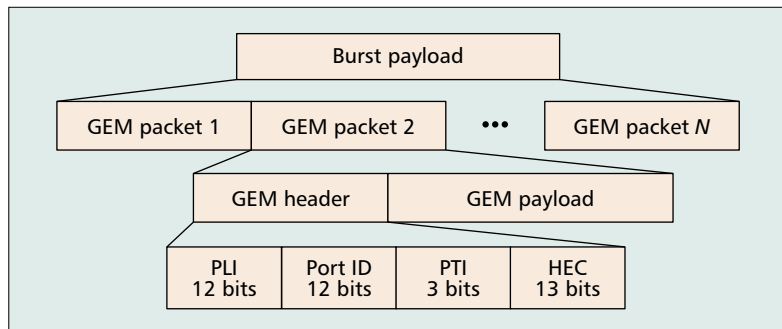 Burst payload
GEM packet 1
GEM packet 2
•••
GEM packet N
GEM header
GEM payload
PLI
12 bits
Port ID
12 bits
PTI
3 bits
HEC
13 bits